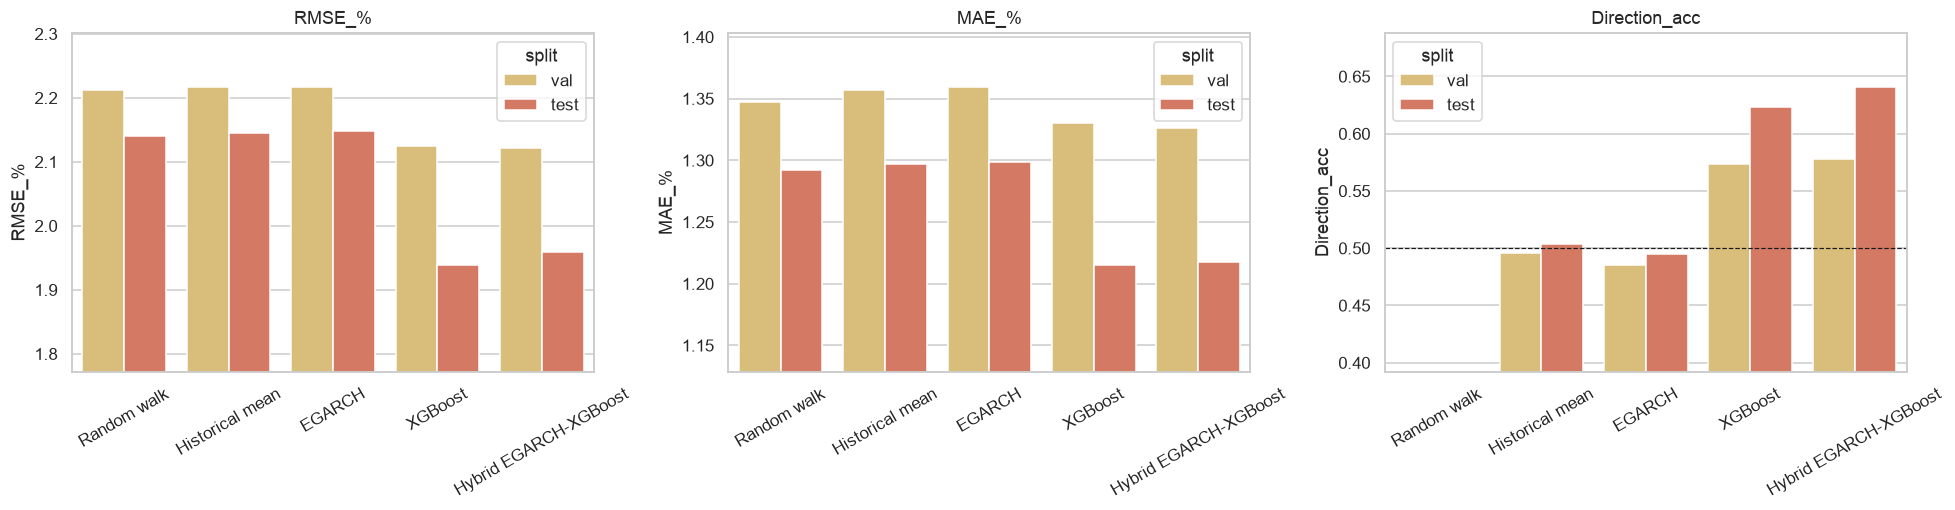 RMSE_%
RMSE_%
2.3
2.2
2.1
2.0
1.9
1.8
split
val
test
Random walk
Historical mean
EGARCH
XGBoost
Hybrid EGARCH-XGBoost
MAE_%
MAE_%
1.40
1.35
1.30
1.25
1.20
1.15
split
val
test
Random walk
Historical mean
EGARCH
XGBoost
Hybrid EGARCH-XGBoost
Direction_acc
Direction_acc
0.65
0.60
0.55
0.50
0.45
0.40
split
val
test
Random walk
Historical mean
EGARCH
XGBoost
Hybrid EGARCH-XGBoost